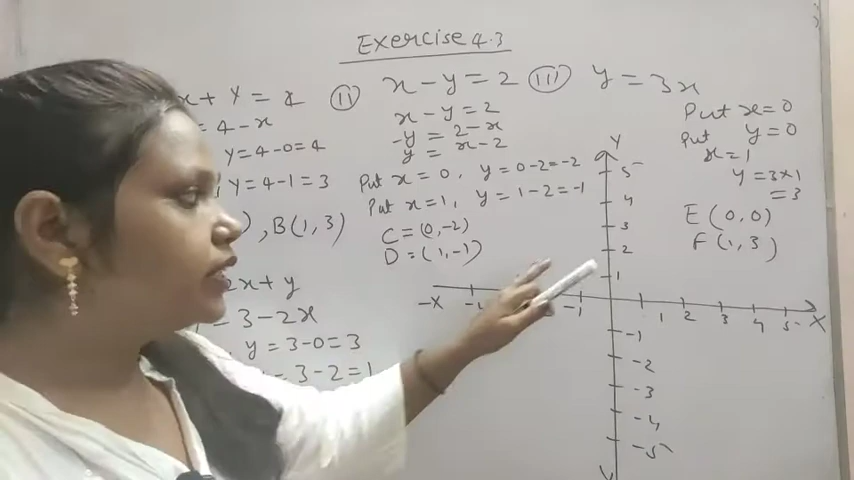 Exercise 4.3
x + y = 4
= 4 - x
y = 4 - 0 = 4
y = 4 - 1 = 3
), B(1, 3)
2x + y
- 3 - 2x
y = 3 - 0 = 3
- 3 - 2 = 1
(ii) x - y = 2
x - y = 2
-y = 2 - x
y = x - 2
Put x = 0, y = 0 - 2 = -2
Put x = 1, y = 1 - 2 = -1
C = (0, -2)
D = (1, -1)
(iii) y = 3x
Put x = 0
Put y = 0
x = 1
y = 3 × 1
= 3
E (0, 0)
F (1, 3)
Y
5
4
3
2
1
-X -1 1 2 3 4 5 X
-1
-2
-3
-4
-5